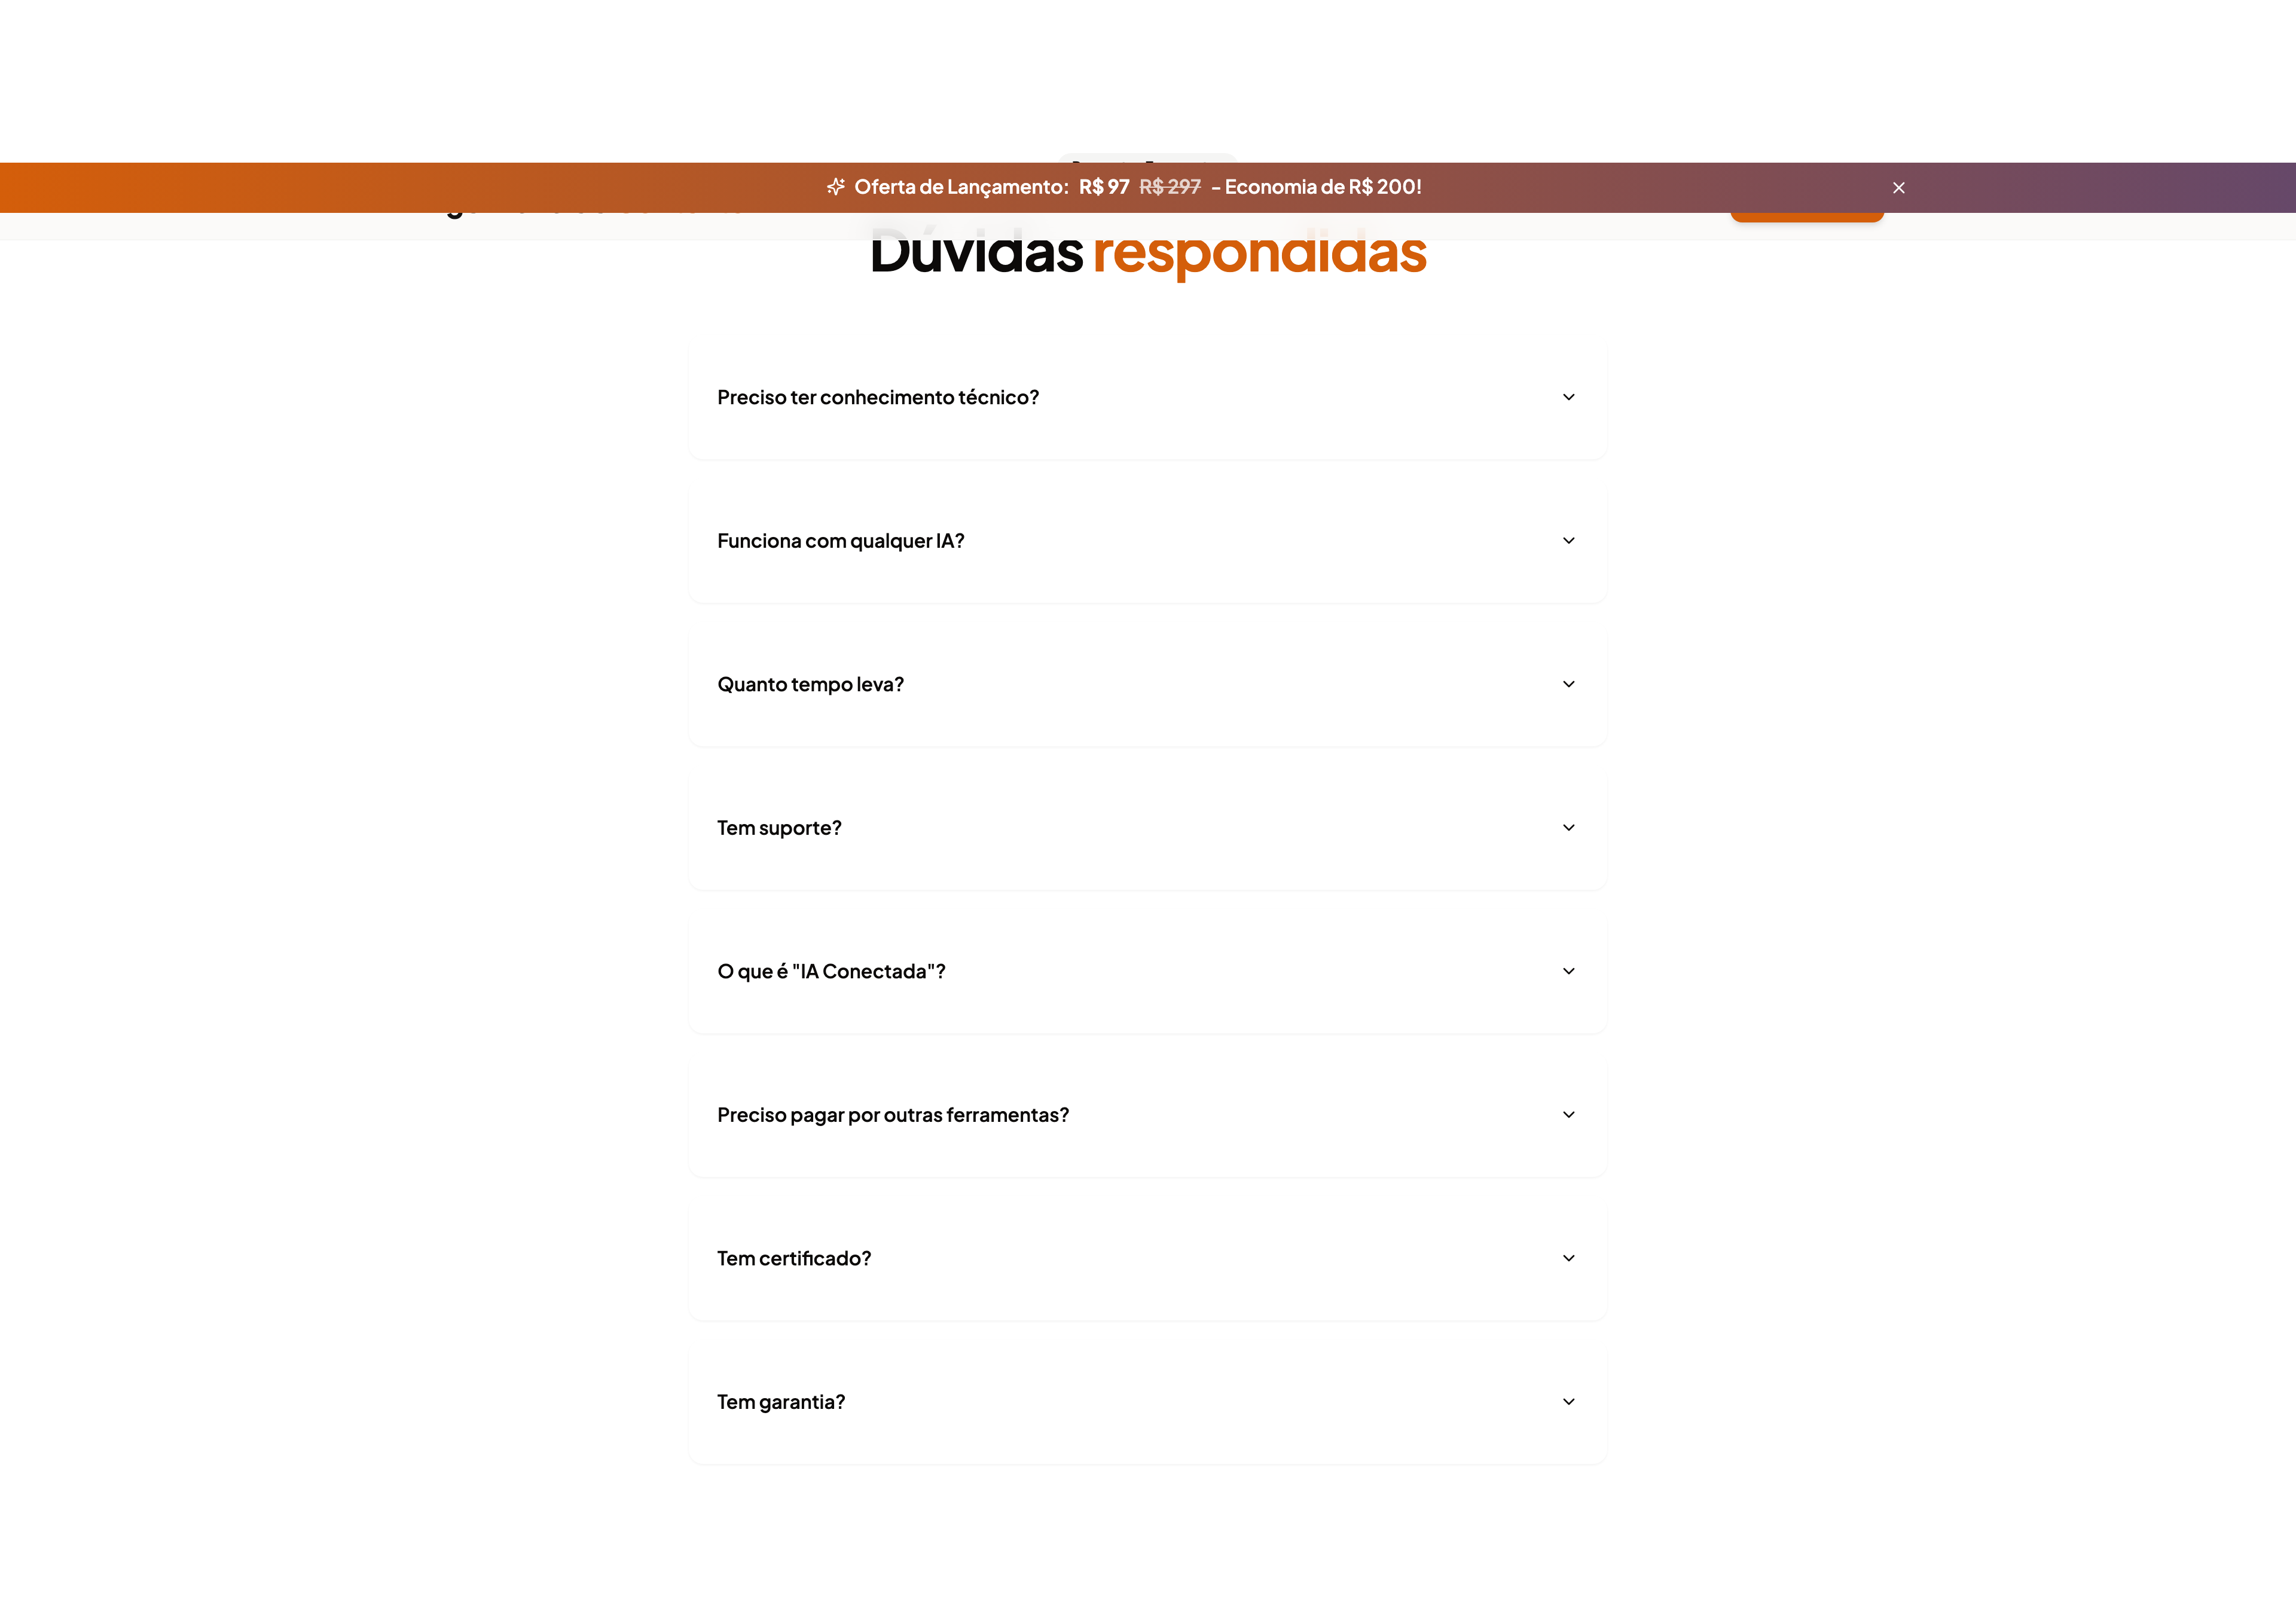 Oferta de Lançamento: R$ 97 R$ 297 - Economia de R$ 200!
Dúvidas respondidas
Preciso ter conhecimento técnico?
Funciona com qualquer IA?
Quanto tempo leva?
Tem suporte?
O que é "IA Conectada"?
Preciso pagar por outras ferramentas?
Tem certificado?
Tem garantia?